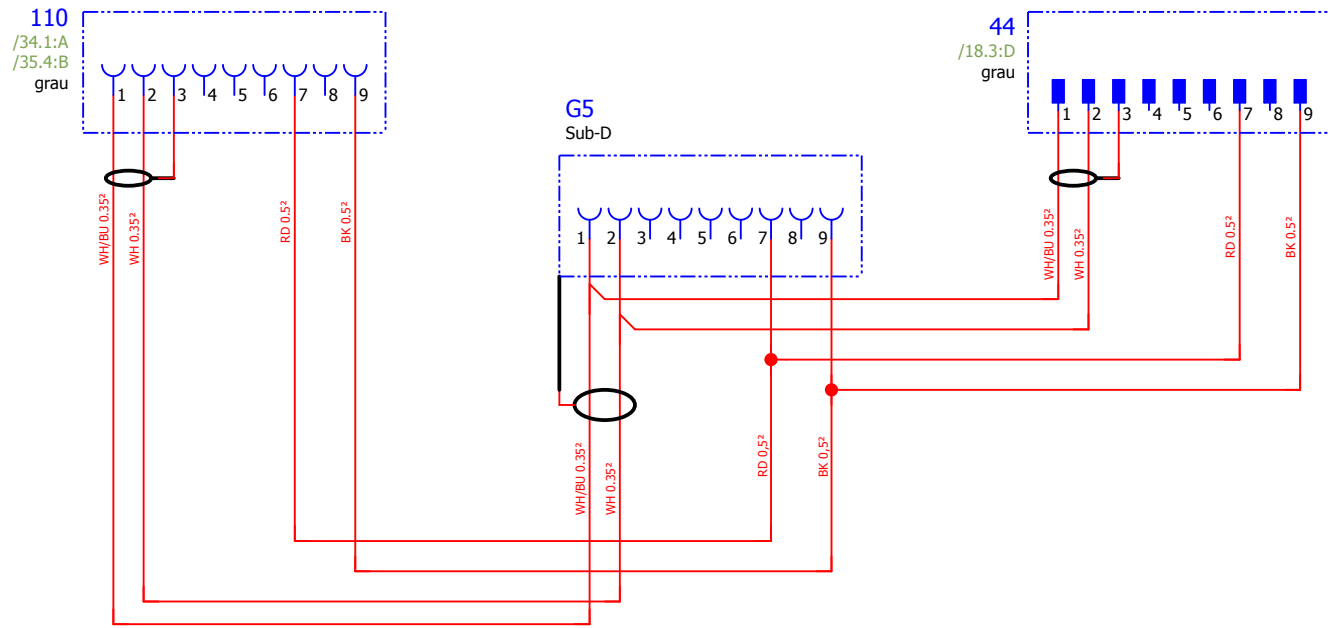 110
/34.1:A
/35.4:B
grau
1 2 3 4 5 6 7 8 9
WH/BU 0.35²
WH 0.35²
RD 0.5²
BK 0.5²
G5
Sub-D
1 2 3 4 5 6 7 8 9
WH/BU 0.35²
WH 0.35²
RD 0,5²
BK 0,5²
44
/18.3:D
grau
1 2 3 4 5 6 7 8 9
WH/BU 0.35²
WH 0.35²
RD 0.5²
BK 0.5²